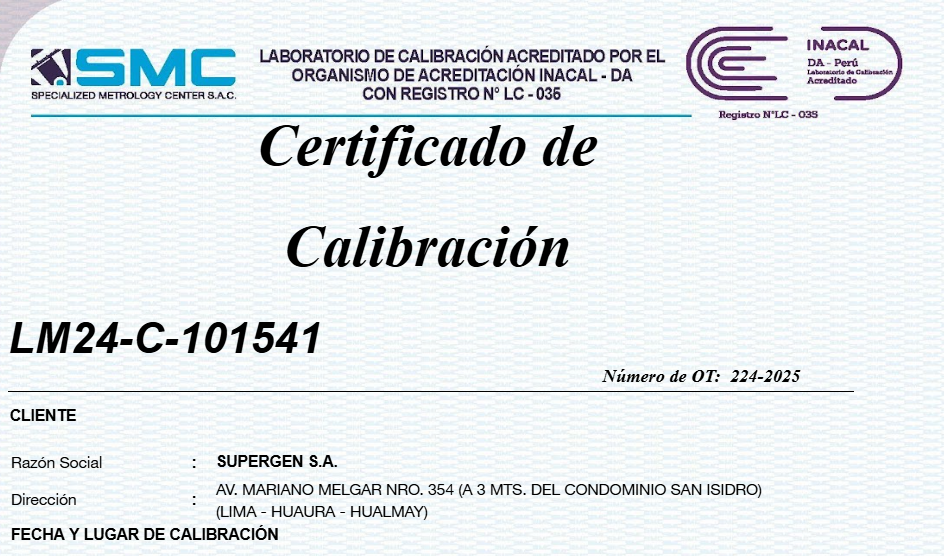 SMC
SPECIALIZED METROLOGY CENTER S.A.C.
LABORATORIO DE CALIBRACIÓN ACREDITADO POR EL
ORGANISMO DE ACREDITACIÓN INACAL - DA
CON REGISTRO N° LC - 035
INACAL
DA - Perú
Laboratorio de Calibración
Acreditado
Registro N°LC - 035
Certificado de
Calibración
LM24-C-101541
Número de OT: 224-2025
CLIENTE
Razón Social : SUPERGEN S.A.
Dirección : AV. MARIANO MELGAR NRO. 354 (A 3 MTS. DEL CONDOMINIO SAN ISIDRO)
(LIMA - HUAURA - HUALMAY)
FECHA Y LUGAR DE CALIBRACIÓN